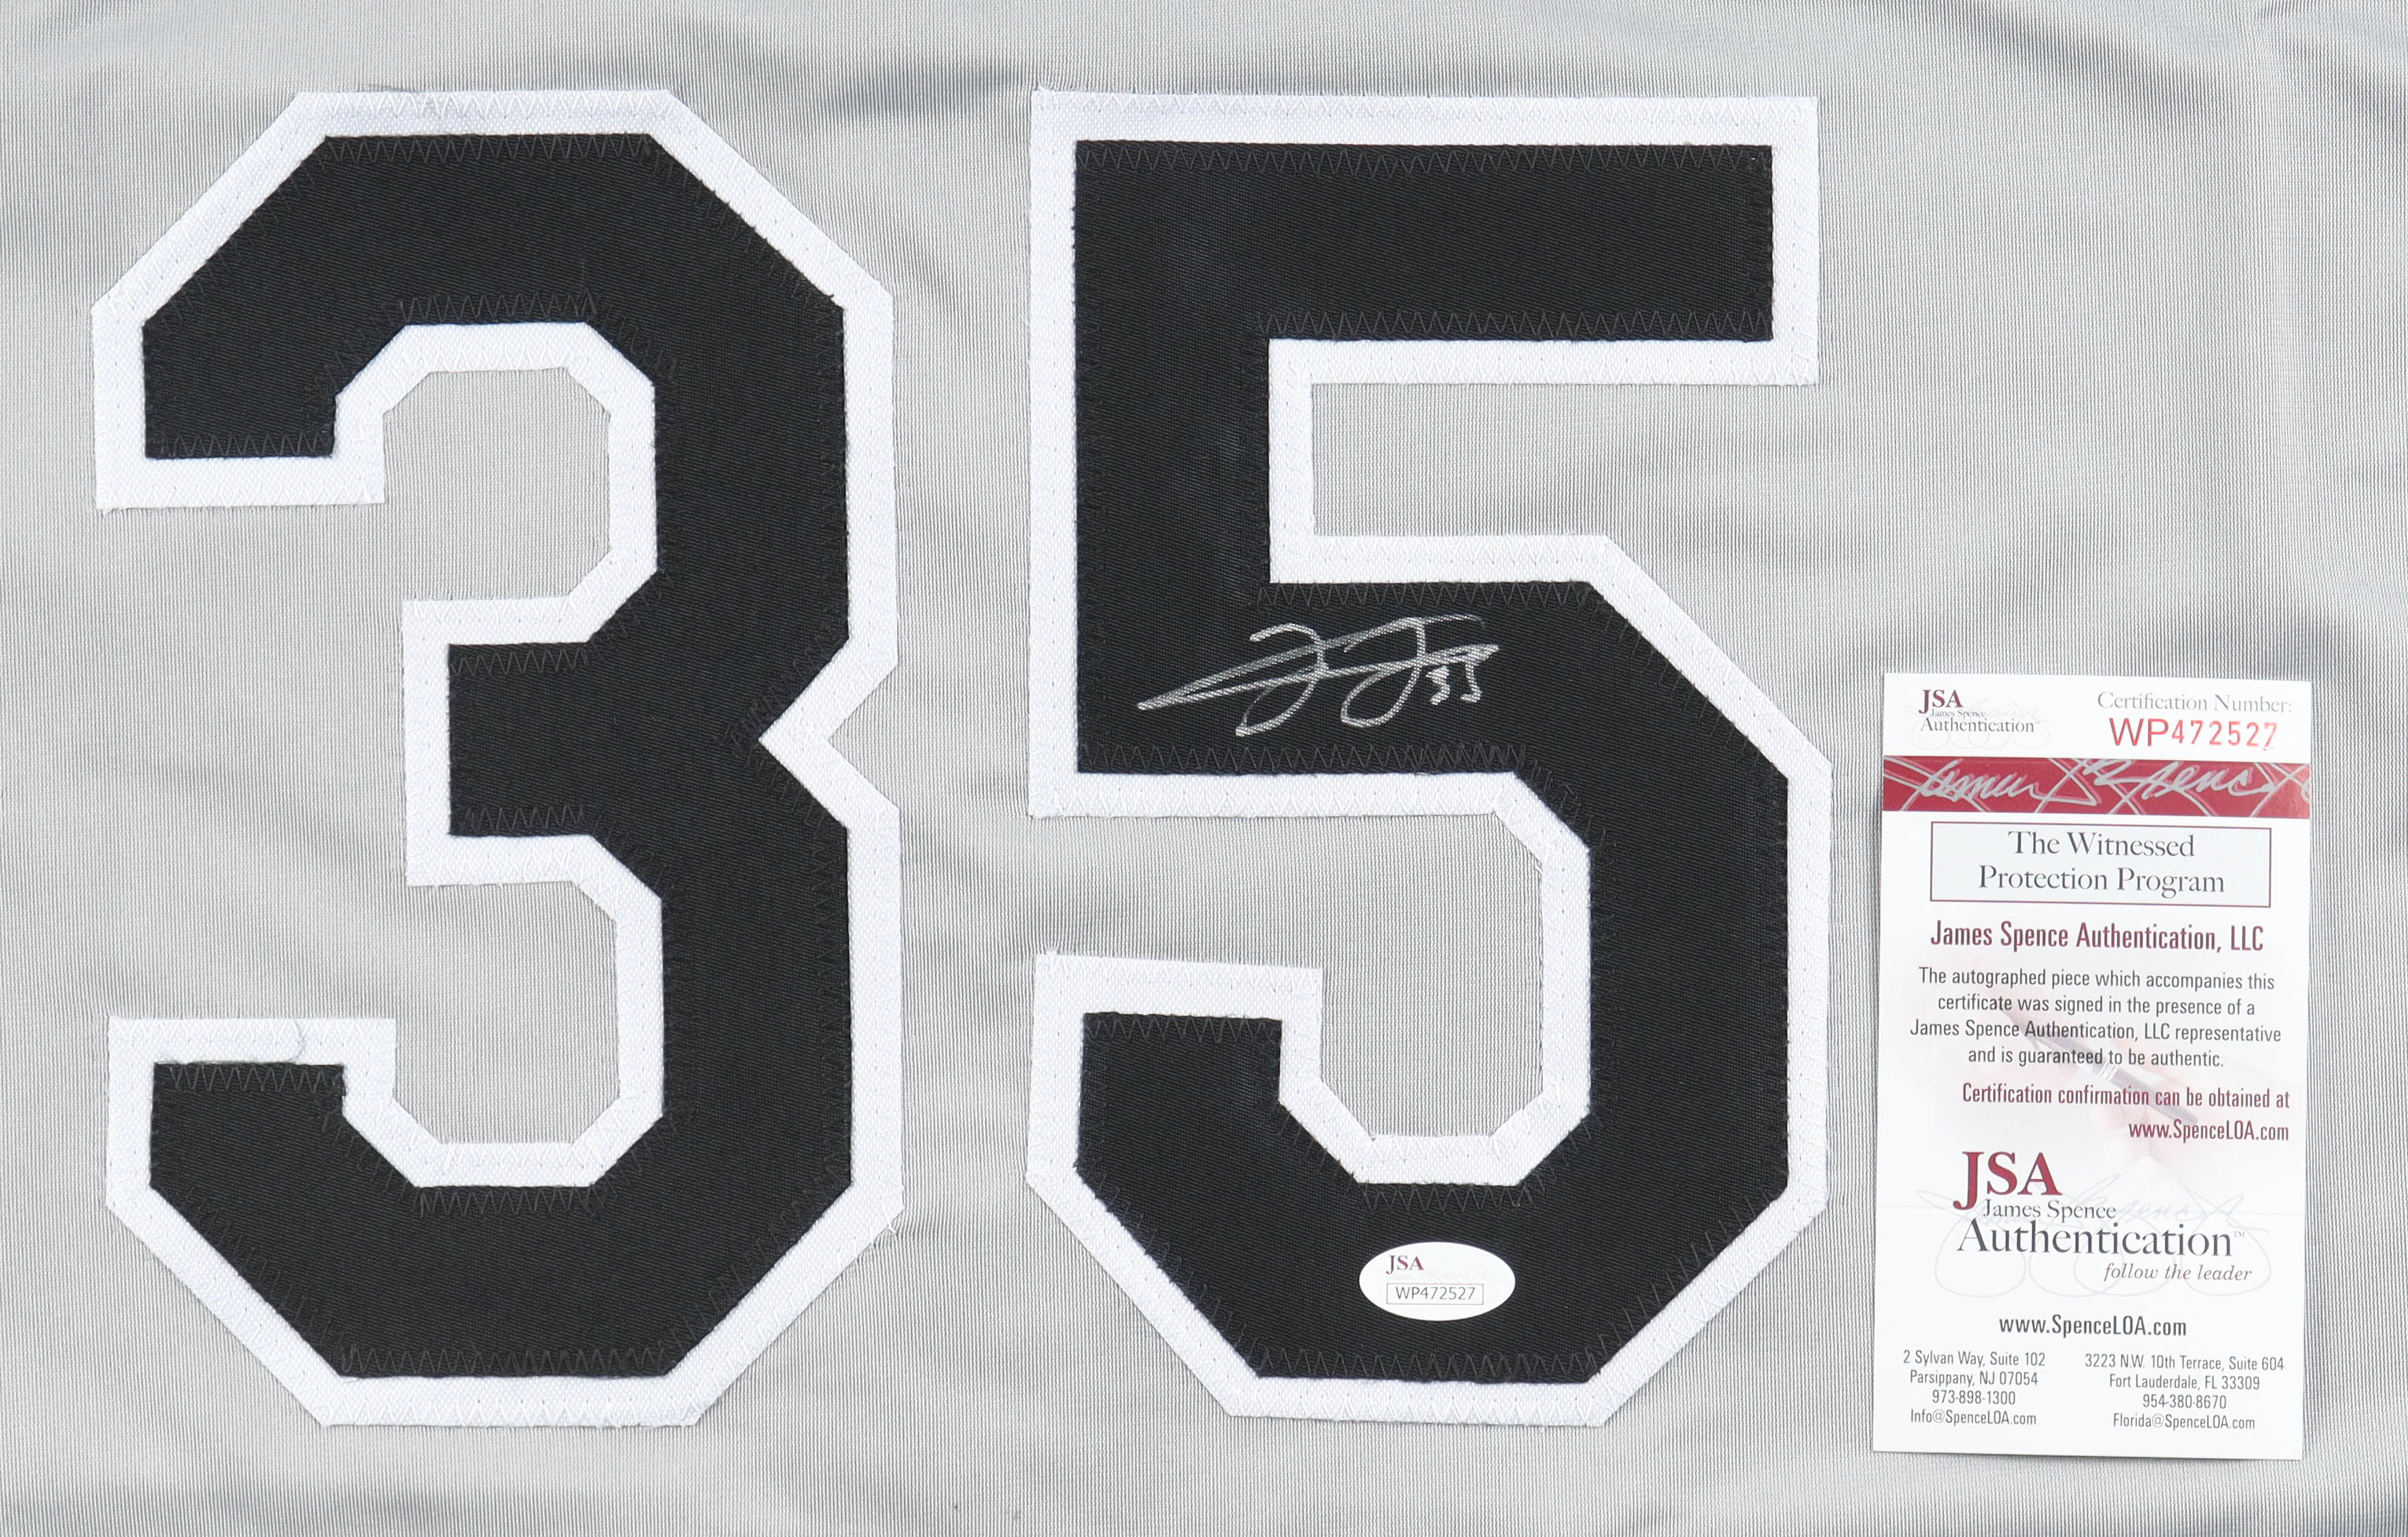 35
35
JSA
WP472527
JSA
James Spence
Authentication
Certification Number:
WP472527
James Spence
The Witnessed
Protection Program
James Spence Authentication, LLC
The autographed piece which accompanies this
certificate was signed in the presence of a
James Spence Authentication, LLC representative
and is guaranteed to be authentic.
Certification confirmation can be obtained at
www.SpenceLOA.com
JSA
James Spence
Authentication™
follow the leader
www.SpenceLOA.com
2 Sylvan Way, Suite 102
Parsippany, NJ 07054
973-898-1300
Info@SpenceLOA.com
3223 N.W. 10th Terrace, Suite 604
Fort Lauderdale, FL 33309
954-380-8670
Florida@SpenceLOA.com